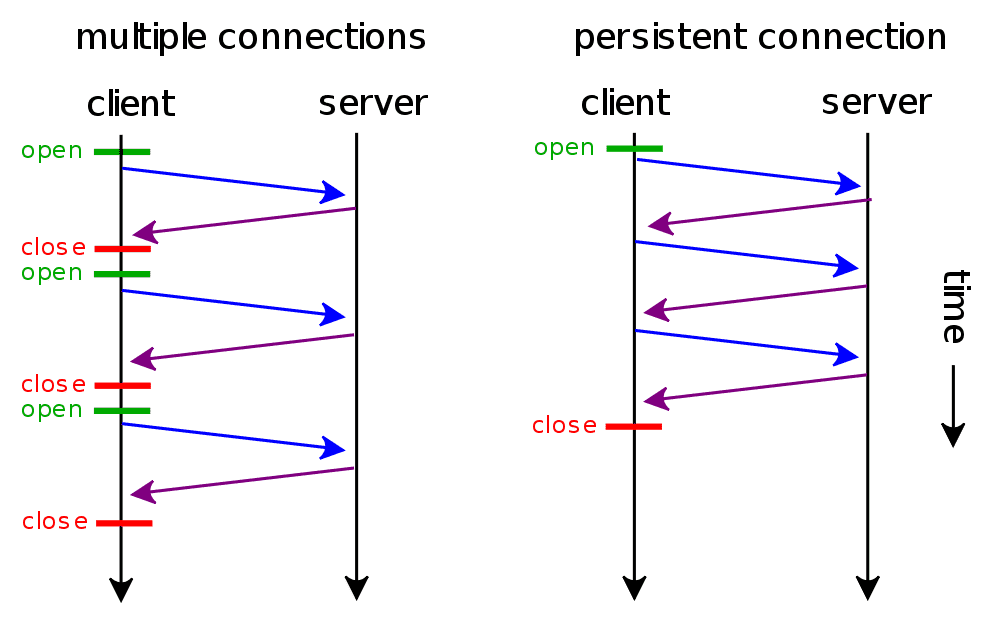 multiple connections
client
server
open
close
open
close
open
close
persistent connection
client
server
open
close
time